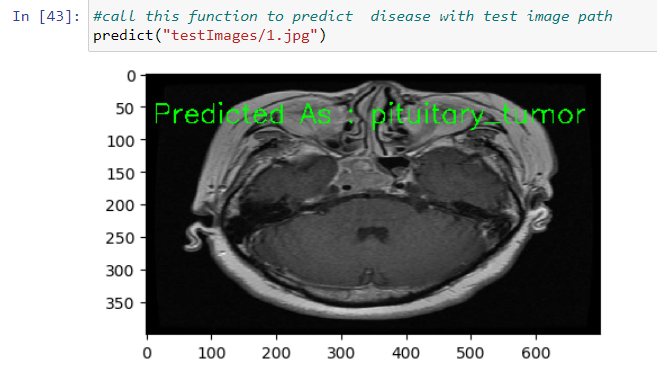 In [43]: #call this function to predict  disease with test image path
predict("testImages/1.jpg")
0
50
Predicted As : pituitary_tumor
100
150
200
250
300
350
0 100 200 300 400 500 600